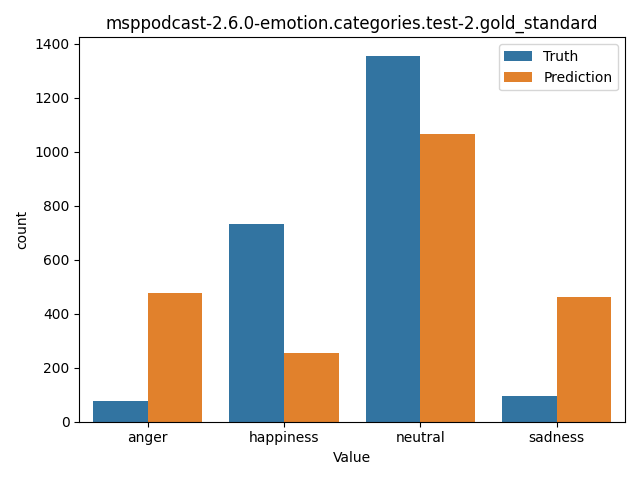 msppodcast-2.6.0-emotion.categories.test-2.gold_standard
Truth
Prediction
1400
1200
1000
800
600
400
200
0
count
anger happiness neutral sadness
Value